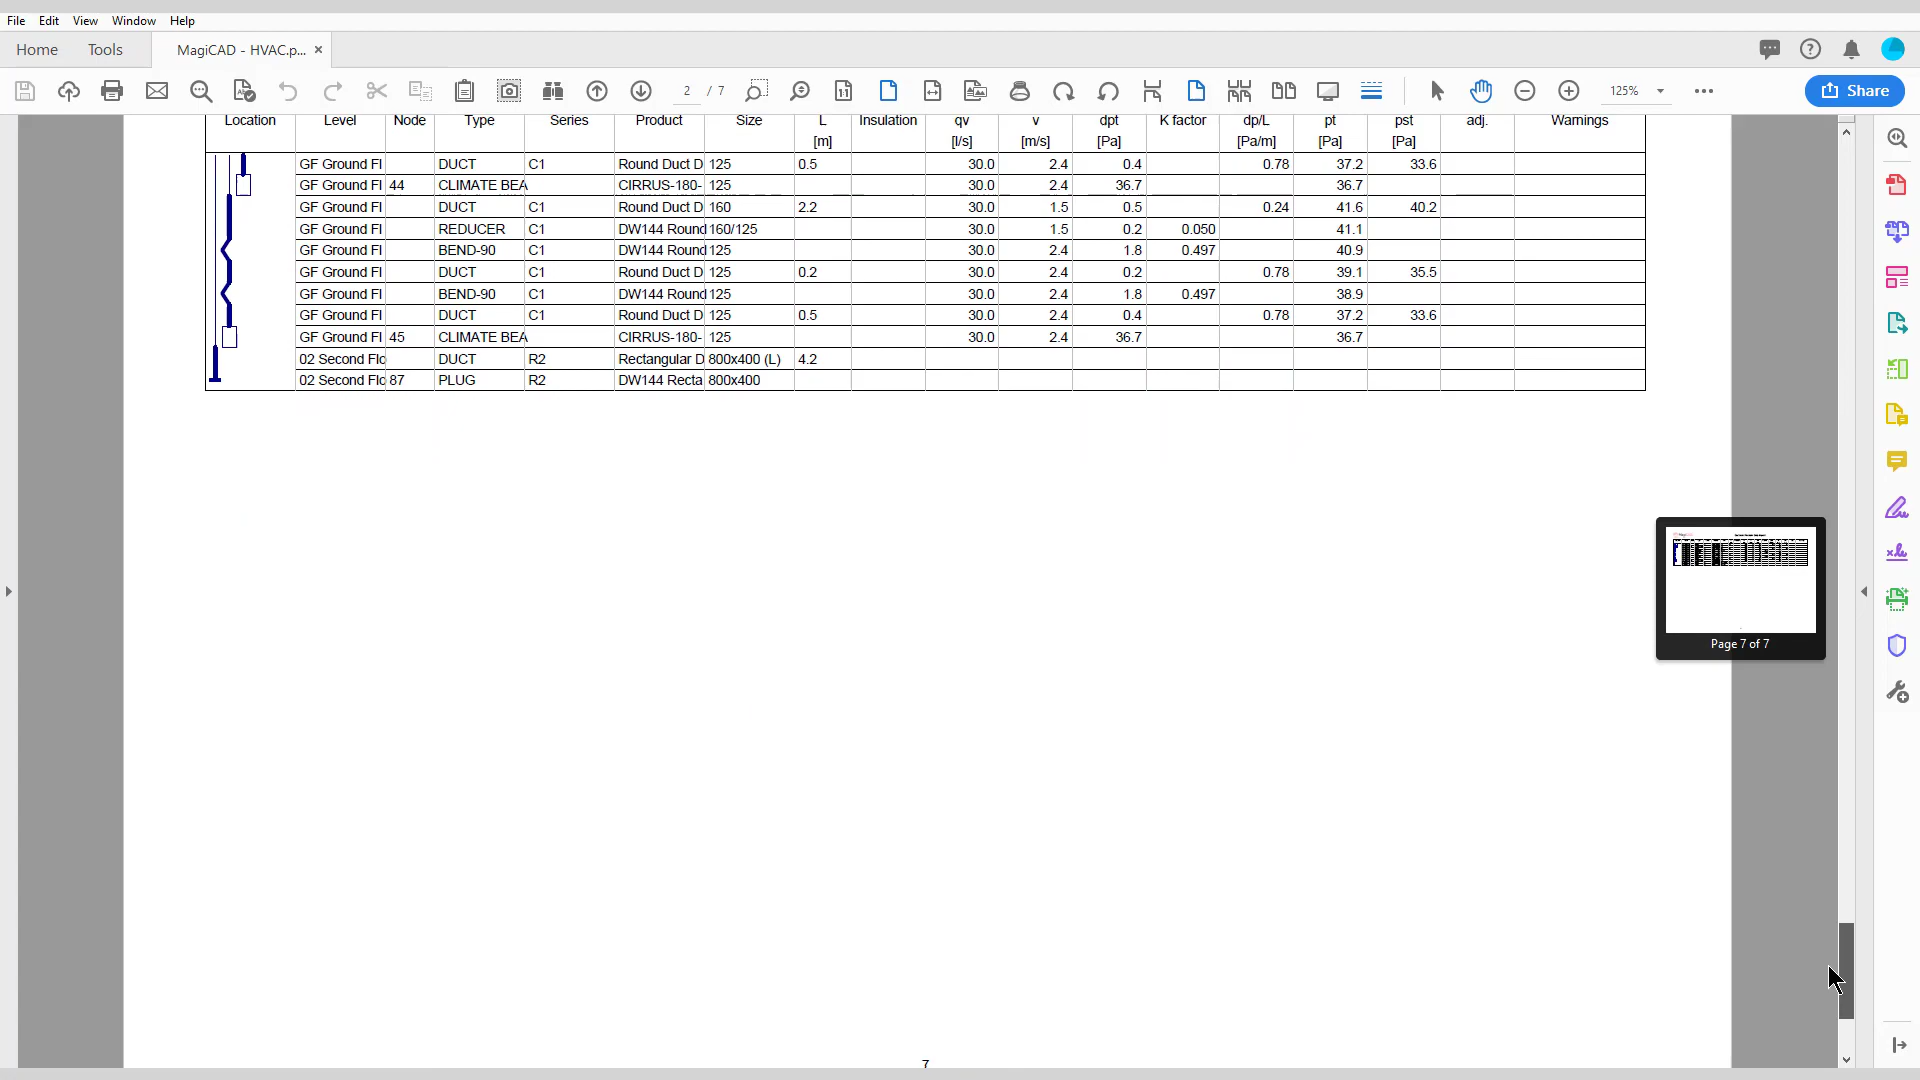 File Edit View Window Help
Home Tools MagiCAD - HVAC.p... ×
2 / 7 125% Share
Location Level Node Type Series Product Size L Insulation qv v dpt K factor dp/L pt pst adj. Warnings
[m] [l/s] [m/s] [Pa] [Pa/m] [Pa] [Pa]
GF Ground Fl DUCT C1 Round Duct D 125 0.5 30.0 2.4 0.4 0.78 37.2 33.6
GF Ground Fl 44 CLIMATE BEA CIRRUS-180- 125 30.0 2.4 36.7 36.7
GF Ground Fl DUCT C1 Round Duct D 160 2.2 30.0 1.5 0.5 0.24 41.6 40.2
GF Ground Fl REDUCER C1 DW144 Round 160/125 30.0 1.5 0.2 0.050 41.1
GF Ground Fl BEND-90 C1 DW144 Round 125 30.0 2.4 1.8 0.497 40.9
GF Ground Fl DUCT C1 Round Duct D 125 0.2 30.0 2.4 0.2 0.78 39.1 35.5
GF Ground Fl BEND-90 C1 DW144 Round 125 30.0 2.4 1.8 0.497 38.9
GF Ground Fl DUCT C1 Round Duct D 125 0.5 30.0 2.4 0.4 0.78 37.2 33.6
GF Ground Fl 45 CLIMATE BEA CIRRUS-180- 125 30.0 2.4 36.7 36.7
02 Second Flo DUCT R2 Rectangular D 800x400 (L) 4.2
02 Second Flo 87 PLUG R2 DW144 Recta 800x400
Page 7 of 7
7